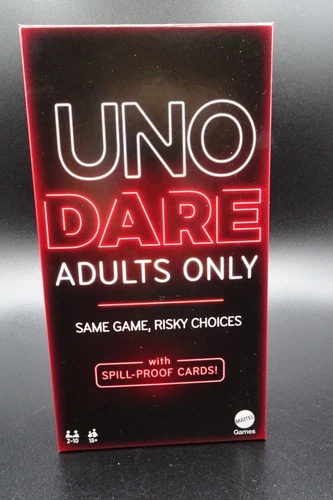 UNO
DARE
ADULTS ONLY
SAME GAME, RISKY CHOICES
with
SPILL-PROOF CARDS!
2-10
18+
MATTEL
Games